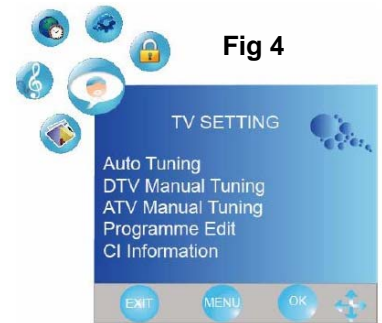 Fig 4
TV SETTING
Auto Tuning
DTV Manual Tuning
ATV Manual Tuning
Programme Edit
CI Information
EXIT MENU OK